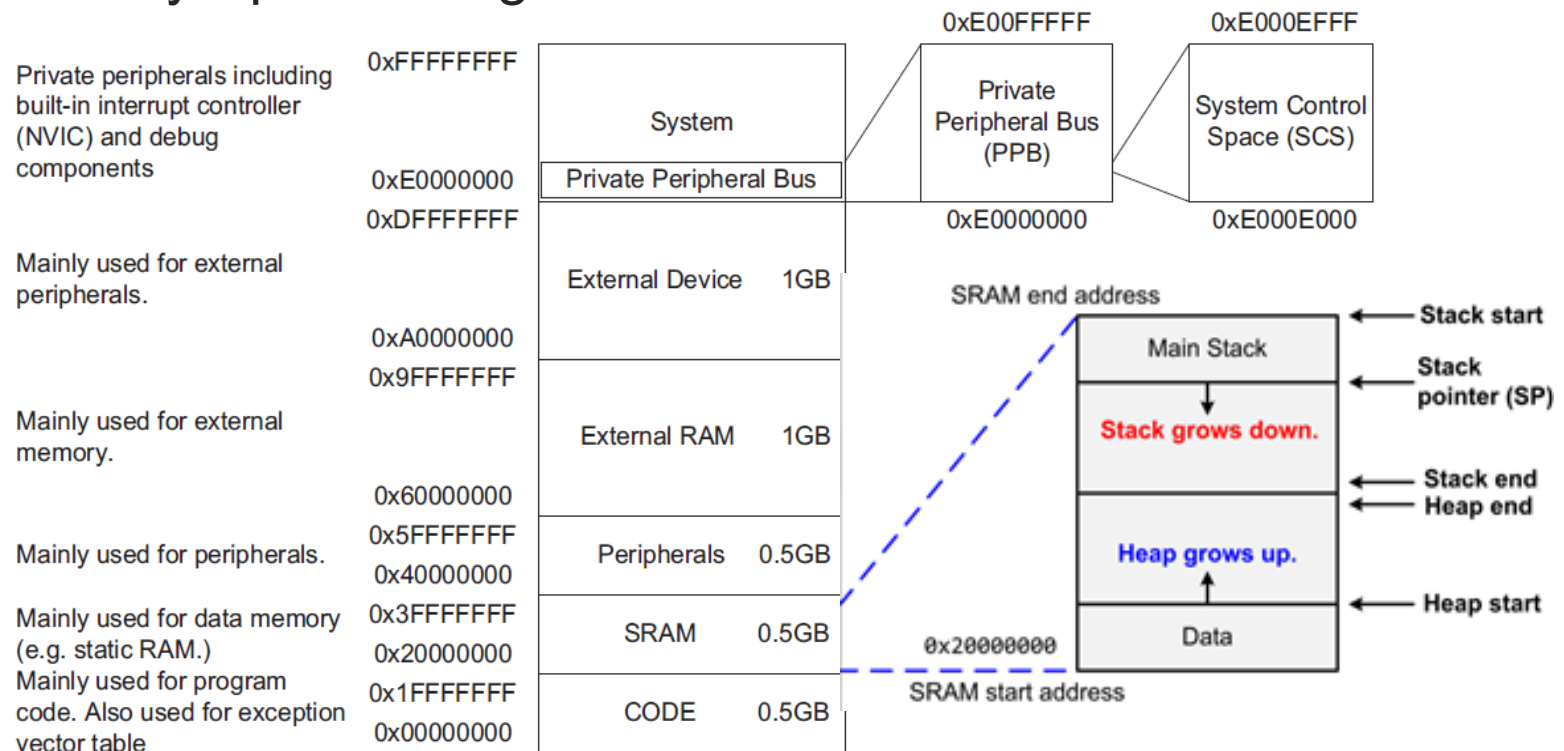 0xE00FFFFF
0xE000EFFF
Private peripherals including
built-in interrupt controller
(NVIC) and debug
components
0xFFFFFFFF
System
Private Peripheral Bus
0xE0000000
Private
Peripheral Bus
(PPB)
System Control
Space (SCS)
0xE0000000
0xE000E000
0xDFFFFFFF
Mainly used for external
peripherals.
External Device 1GB
0xA0000000
0x9FFFFFFF
Mainly used for external
memory.
External RAM 1GB
0x60000000
0x5FFFFFFF
Mainly used for peripherals.
Peripherals 0.5GB
0x40000000
0x3FFFFFFF
Mainly used for data memory
(e.g. static RAM.)
SRAM 0.5GB
0x20000000
Mainly used for program
code. Also used for exception
vector table
0x1FFFFFFF
CODE 0.5GB
0x00000000
SRAM end address
Main Stack
Stack start
Stack
pointer (SP)
Stack grows down.
Stack end
Heap end
Heap grows up.
Heap start
Data
0x20000000
SRAM start address